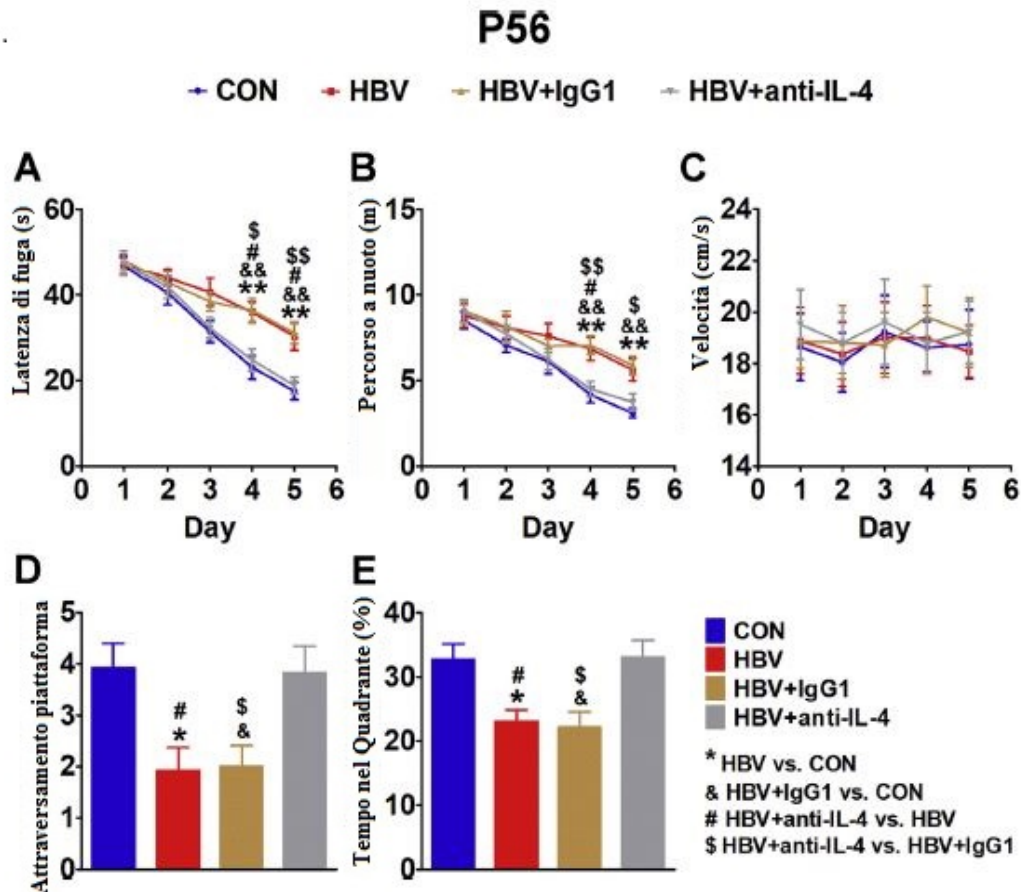 P56
CON HBV HBV+IgG1 HBV+anti-IL-4
A
Latenza di fuga (s)
60
40
20
0
0 1 2 3 4 5 6
Day
$
#
&&
**
$$
#
&&
**
B
Percorso a nuoto (m)
15
10
5
0
0 1 2 3 4 5 6
Day
$$
#
&&
**
$
&&
**
C
Velocità (cm/s)
24
22
20
18
16
14
0 1 2 3 4 5 6
Day
D
Attraversamento piattaforma
5
4
3
2
1
0
#
*
$
&
E
Tempo nel Quadrante (%)
40
30
20
10
0
#
*
$
&
CON
HBV
HBV+IgG1
HBV+anti-IL-4
* HBV vs. CON
& HBV+IgG1 vs. CON
# HBV+anti-IL-4 vs. HBV
$ HBV+anti-IL-4 vs. HBV+IgG1